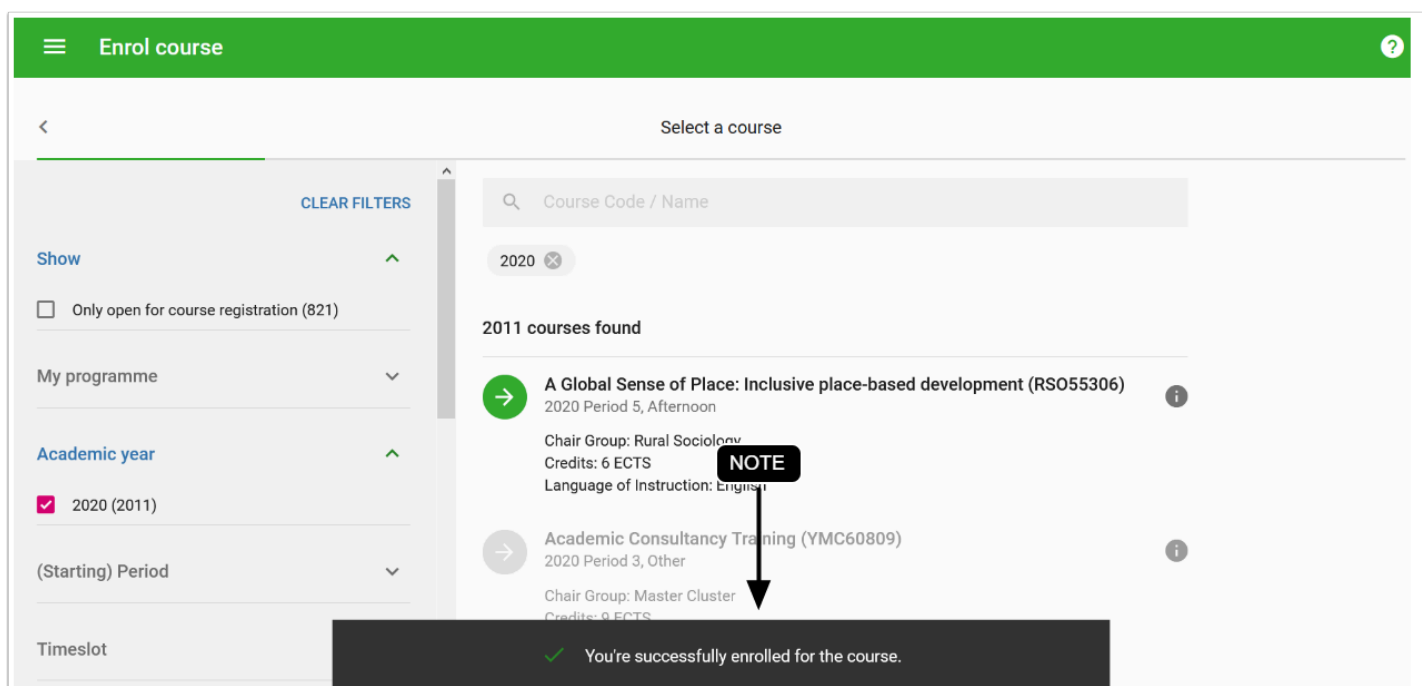 Enrol course
?
Select a course
CLEAR FILTERS
Show
Only open for course registration (821)
My programme
Academic year
2020 (2011)
(Starting) Period
Timeslot
Course Code / Name
2020
2011 courses found
A Global Sense of Place: Inclusive place-based development (RSO55306)
2020 Period 5, Afternoon
Chair Group: Rural Sociology
Credits: 6 ECTS
Language of Instruction: English
NOTE
Academic Consultancy Training (YMC60809)
2020 Period 3, Other
Chair Group: Master Cluster
Credits: 9 ECTS
You're successfully enrolled for the course.